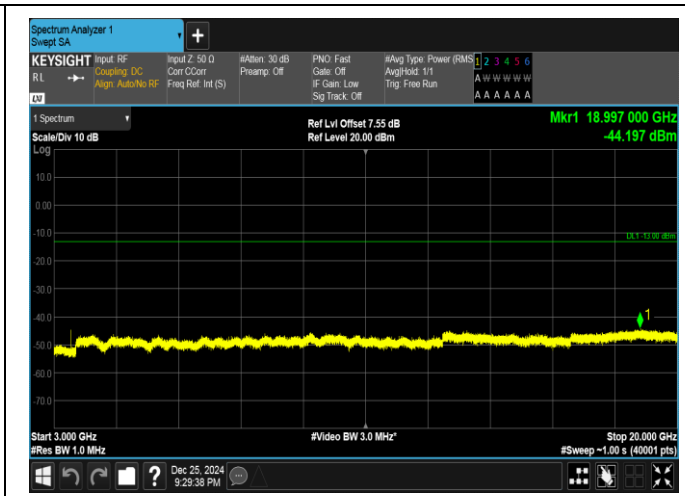 Spectrum Analyzer 1
Swept SA
+
KEYSIGHT Input: RF Input Z: 50 Ω #Atten: 30 dB PNO: Fast #Avg Type: Power (RMS 1 2 3 4 5 6
RL Coupling: DC Corr CCorr Preamp: Off Gate: Off Avg|Hold: 1/1 A W W W W W
Align: Auto/No RF Freq Ref: Int (S) IF Gain: Low Trig: Free Run
LXI Sig Track: Off A A A A A A
1 Spectrum Ref Lvl Offset 7.55 dB Mkr1 18.997 000 GHz
Scale/Div 10 dB Ref Level 20.00 dBm -44.197 dBm
Log
10.0
0.00
-10.0
DL1 -13.00 dBm
-20.0
-30.0
-40.0
1
-50.0
-60.0
-70.0
Start 3.000 GHz #Video BW 3.0 MHz* Stop 20.000 GHz
#Res BW 1.0 MHz #Sweep ~1.00 s (40001 pts)
? Dec 25, 2024
9:29:38 PM